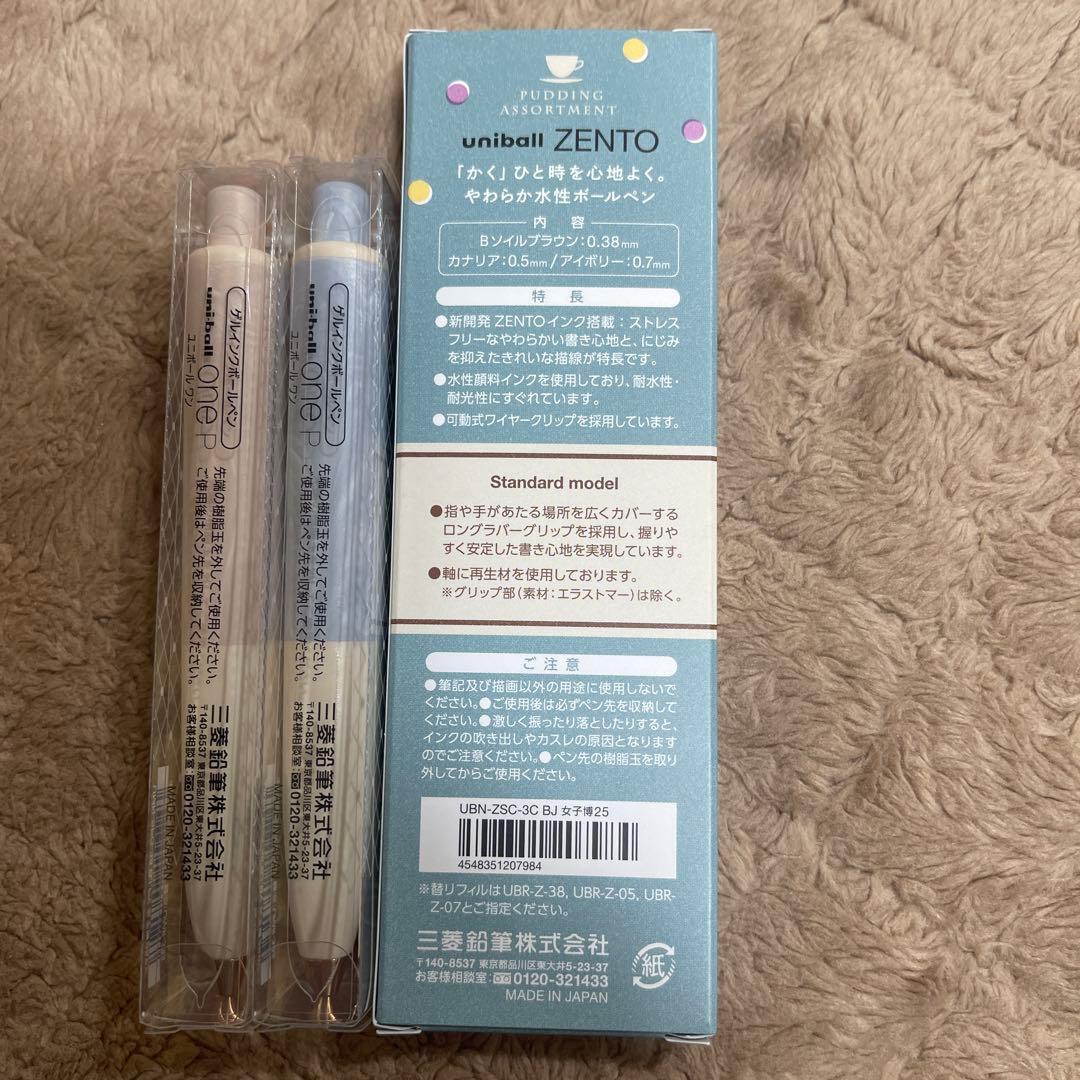 ゲルインクボールペン
uni-ball one P
ユニボール ワン
先端の樹脂玉を外してご使用ください。
ご使用後はペン先を収納してください。
三菱鉛筆株式会社
〒140-8537 東京都品川区東大井5-23-37
お客様相談室:0120-321433
MADE IN JAPAN
ゲルインクボールペン
uni-ball one P
ユニボール ワン
先端の樹脂玉を外してご使用ください。
ご使用後はペン先を収納してください。
三菱鉛筆株式会社
〒140-8537 東京都品川区東大井5-23-37
お客様相談室:0120-321433
MADE IN JAPAN
PUDDING
ASSORTMENT
uniball ZENTO
「かく」ひと時を心地よく。
やわらか水性ボールペン
内 容
Bソイルブラウン:0.38mm
カナリア:0.5mm/アイボリー:0.7mm
特 長
●新開発ZENTOインク搭載:ストレス
フリーなやわらかい書き心地と、にじみ
を抑えたきれいな描線が特長です。
●水性顔料インクを使用しており、耐水性・
耐光性にすぐれています。
●可動式ワイヤークリップを採用しています。
Standard model
●指や手があたる場所を広くカバーする
ロングラバーグリップを採用し、握りや
すく安定した書き心地を実現しています。
●軸に再生材を使用しております。
※グリップ部(素材:エラストマー)は除く。
ご注意
●筆記及び描画以外の用途に使用しないで
ください。●ご使用後は必ずペン先を収納して
ください。●激しく振ったり落としたりすると、
インクの吹き出しやカスレの原因となります
のでご注意ください。●ペン先の樹脂玉を取り
外してからご使用ください。
UBN-ZSC-3C BJ 女子博25
4548351207984
※替リフィルはUBR-Z-38, UBR-Z-05, UBR-
Z-07とご指定ください。
三菱鉛筆株式会社
〒140-8537 東京都品川区東大井5-23-37
お客様相談室:0120-321433
MADE IN JAPAN
紙